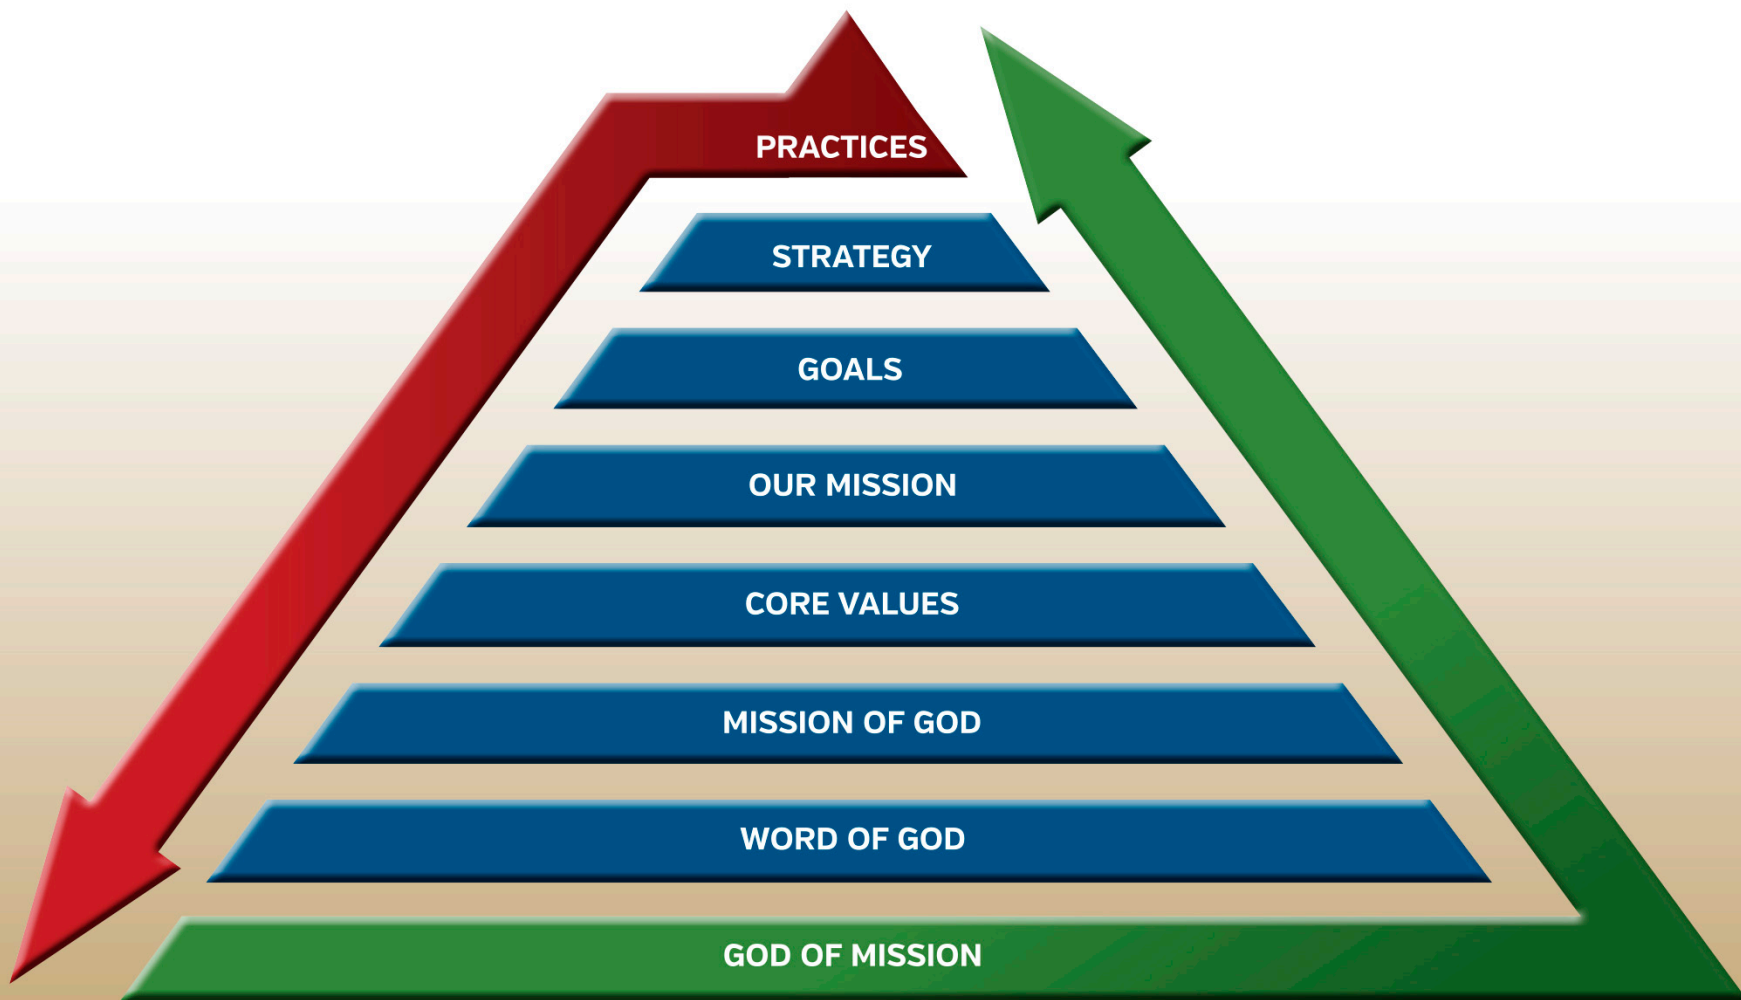 PRACTICES
STRATEGY
GOALS
OUR MISSION
CORE VALUES
MISSION OF GOD
WORD OF GOD
GOD OF MISSION